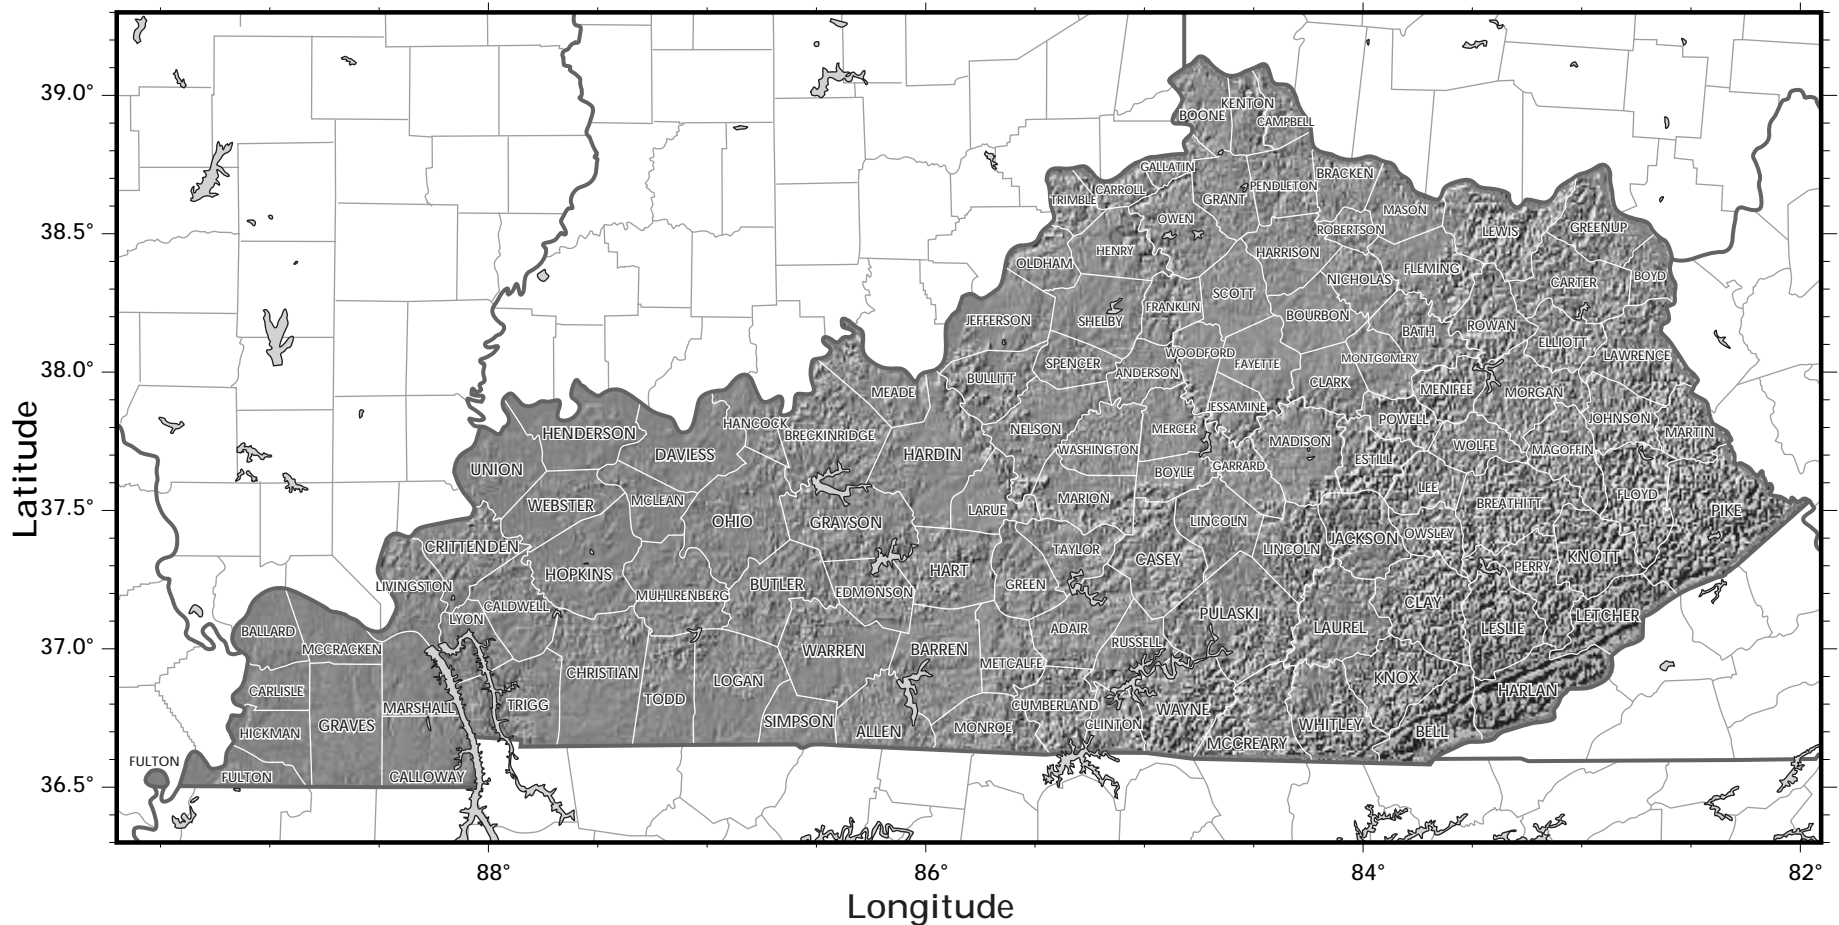 39.0°
38.5°
38.0°
37.5°
37.0°
36.5°
Latitude
88°
86°
84°
82°
Longitude
KENTON
BOONE
CAMPBELL
GALLATIN
BRACKEN
CARROLL
PENDLETON
TRIMBLE
GRANT
MASON
OWEN
ROBERTSON
LEWIS
GREENUP
HENRY
HARRISON
OLDHAM
FLEMING
NICHOLAS
BOYD
CARTER
SCOTT
FRANKLIN
BOURBON
JEFFERSON
SHELBY
ROWAN
BATH
ELLIOTT
WOODFORD
LAWRENCE
MONTGOMERY
SPENCER
FAYETTE
ANDERSON
BULLITT
CLARK
MENIFEE
MORGAN
MEADE
JESSAMINE
POWELL
JOHNSON
HANCOCK
NELSON
MERCER
MARTIN
HENDERSON
BRECKINRIDGE
MADISON
WASHINGTON
WOLFE
MAGOFFIN
DAVIESS
HARDIN
ESTILL
UNION
GARRARD
BOYLE
LEE
FLOYD
MCLEAN
MARION
BREATHITT
WEBSTER
LARUE
PIKE
OHIO
GRAYSON
LINCOLN
OWSLEY
JACKSON
CRITTENDEN
TAYLOR
LINCOLN
CASEY
KNOTT
HOPKINS
HART
PERRY
LIVINGSTON
BUTLER
GREEN
EDMONSON
MUHLRENBERG
CLAY
CALDWELL
PULASKI
LETCHER
LYON
BALLARD
ADAIR
LAUREL
LESLIE
MCCRACKEN
WARREN
BARREN
RUSSELL
METCALFE
CHRISTIAN
KNOX
LOGAN
CARLISLE
HARLAN
TODD
TRIGG
CUMBERLAND
MARSHALL
WAYNE
SIMPSON
GRAVES
MONROE
CLINTON
WHITLEY
HICKMAN
ALLEN
BELL
MCCREARY
FULTON
FULTON
CALLOWAY